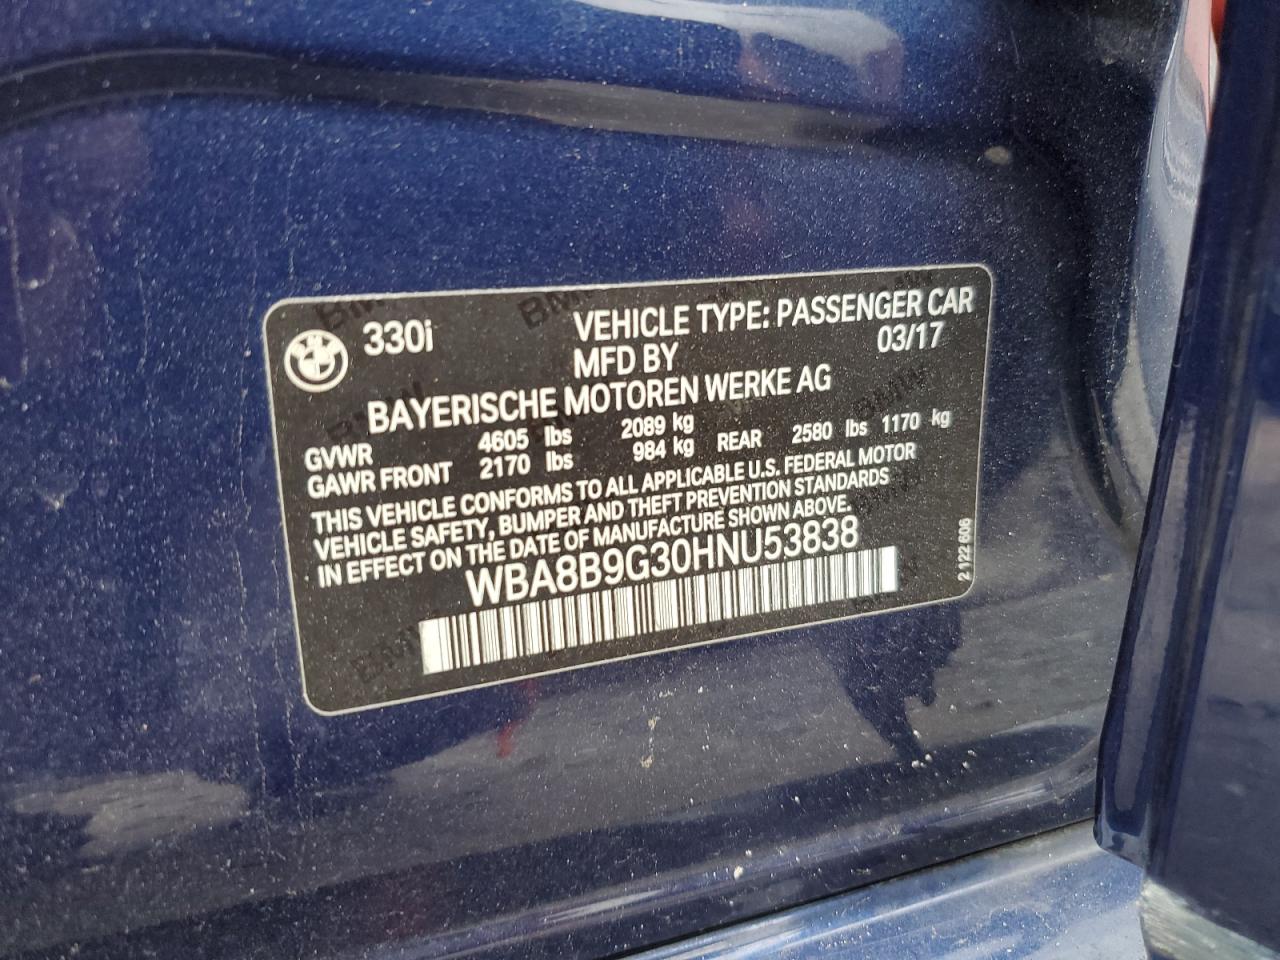 330i
VEHICLE TYPE: PASSENGER CAR
MFD BY 03/17
BAYERISCHE MOTOREN WERKE AG
GVWR 4605 lbs 2089 kg
GAWR FRONT 2170 lbs 984 kg REAR 2580 lbs 1170 kg
THIS VEHICLE CONFORMS TO ALL APPLICABLE U.S. FEDERAL MOTOR
VEHICLE SAFETY, BUMPER AND THEFT PREVENTION STANDARDS
IN EFFECT ON THE DATE OF MANUFACTURE SHOWN ABOVE.
WBA8B9G30HNU53838
2 122 606